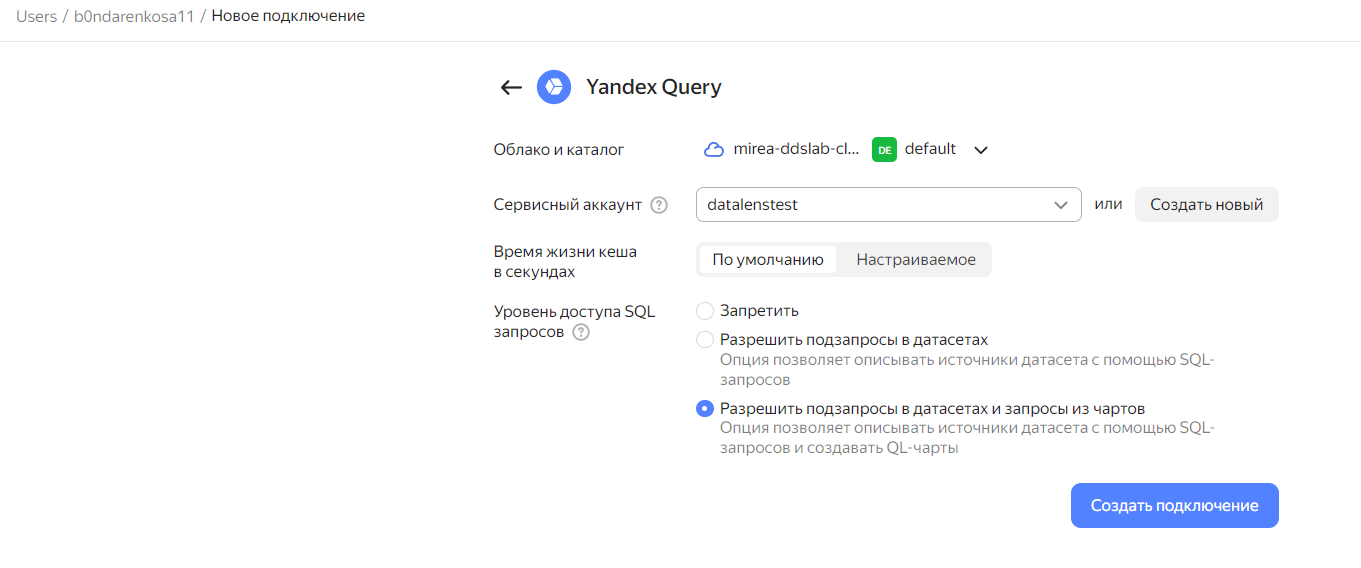 Users / b0ndarenkosa11 / Новое подключение
Yandex Query
Облако и каталог mirea-ddslab-cl... DE default
Сервисный аккаунт ? datalenstest или Создать новый
Время жизни кеша
в секундах
По умолчанию Настраиваемое
Уровень доступа SQL
запросов ?
Запретить
Разрешить подзапросы в датасетах
Опция позволяет описывать источники датасета с помощью SQL-
запросов
Разрешить подзапросы в датасетах и запросы из чартов
Опция позволяет описывать источники датасета с помощью SQL-
запросов и создавать QL-чарты
Создать подключение